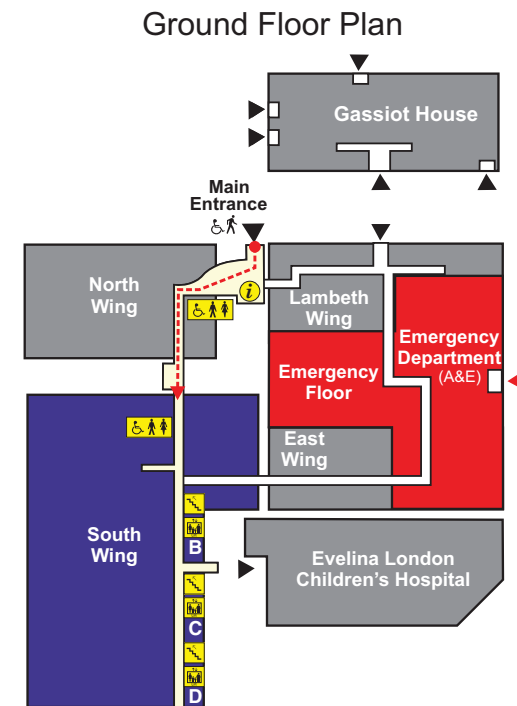 Ground Floor Plan
Gassiot House
Main
Entrance
North
Wing
i
Lambeth
Wing
Emergency
Department
(A&E)
Emergency
Floor
East
Wing
South
Wing
B
Evelina London
Children’s Hospital
C
D